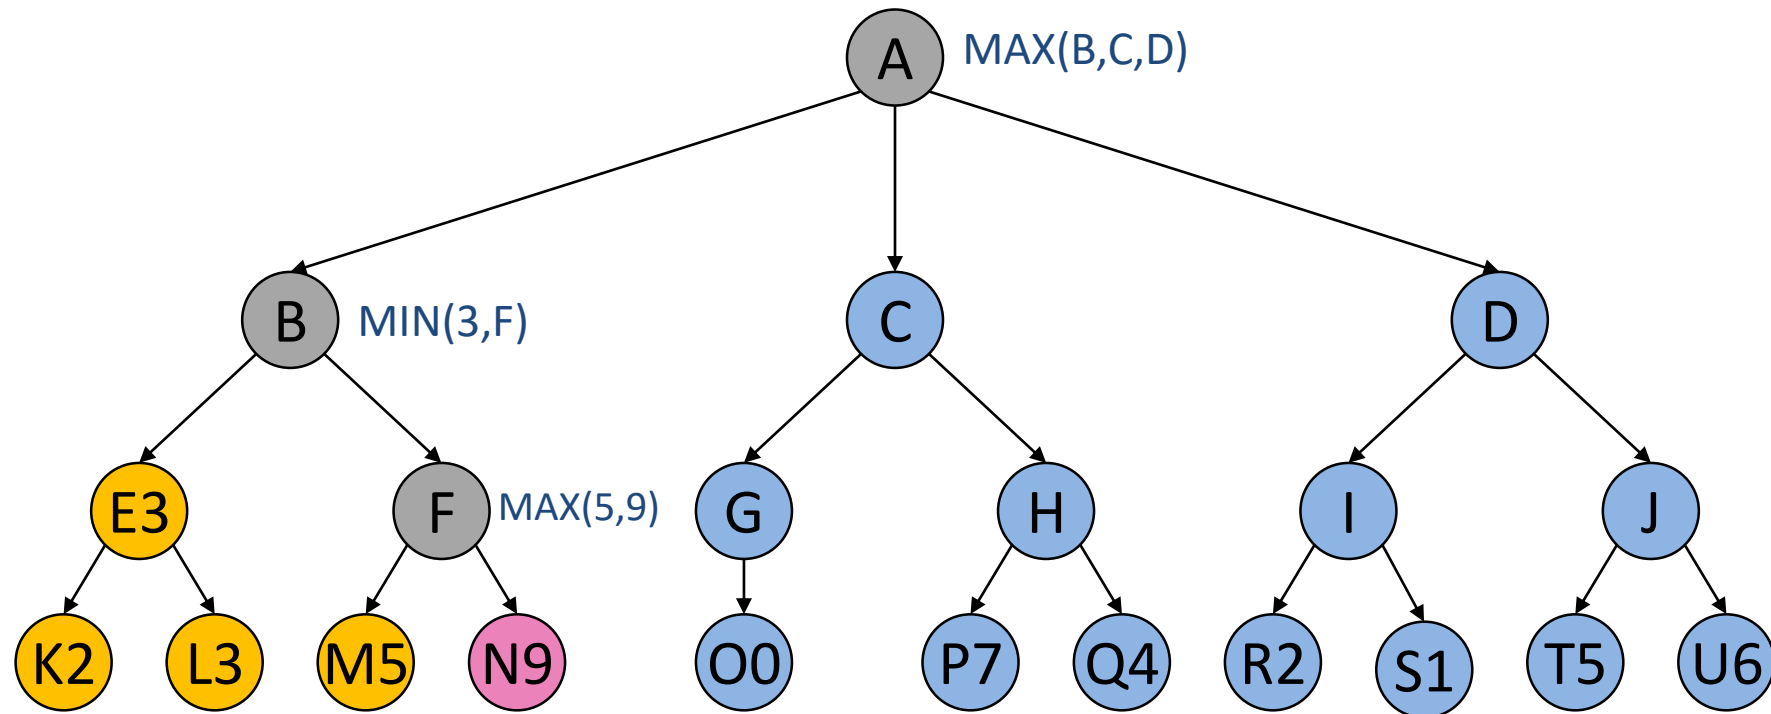 A MAX(B,C,D)
B MIN(3,F) C D
E3 F MAX(5,9) G H I J
K2 L3 M5 N9 O0 P7 Q4 R2 S1 T5 U6